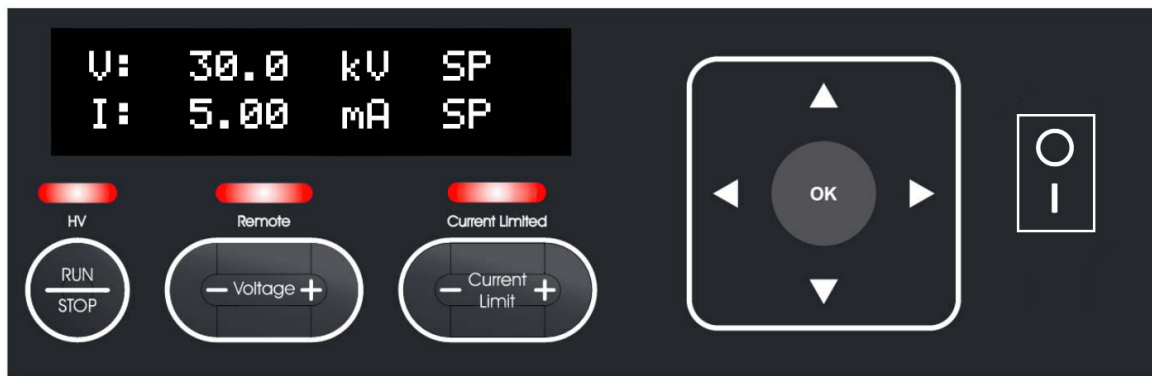 V: 30.0 kV SP
I: 5.00 mA SP
HV
Remote
Current Limited
RUN
STOP
– Voltage +
– Current Limit +
OK
O
I